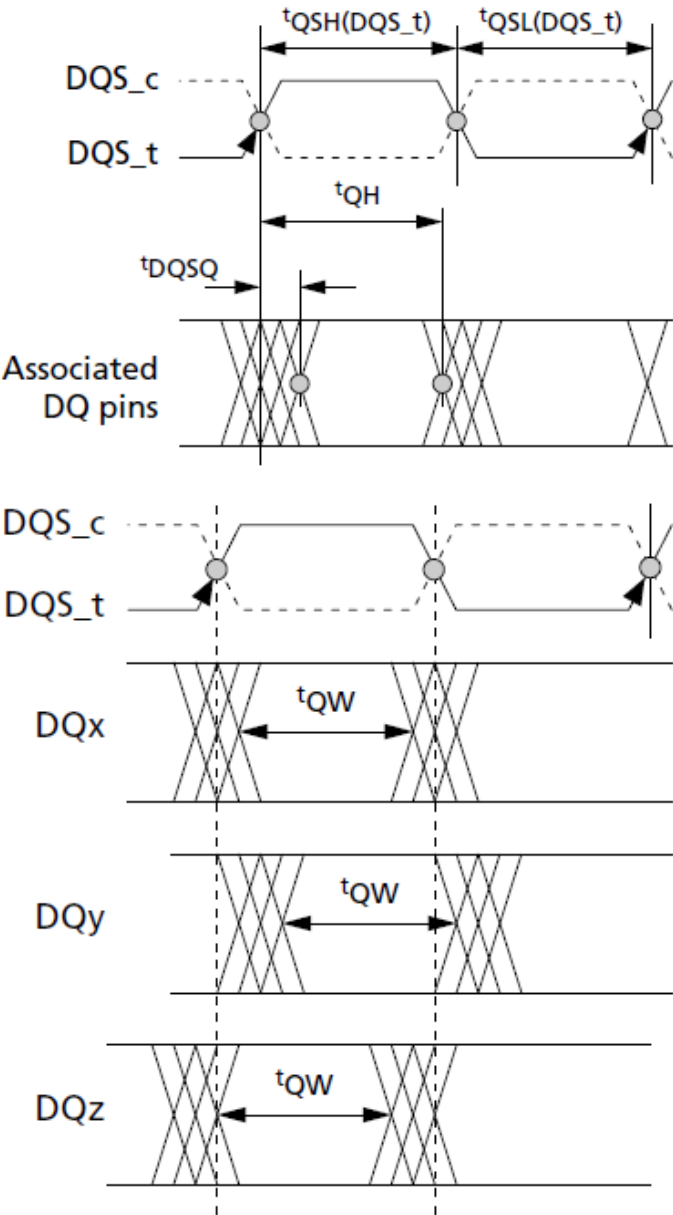 tQSH(DQS_t) tQSL(DQS_t)
DQS_c
DQS_t
tQH
tDQSQ
Associated
DQ pins
DQS_c
DQS_t
tQW
DQx
tQW
DQy
tQW
DQz